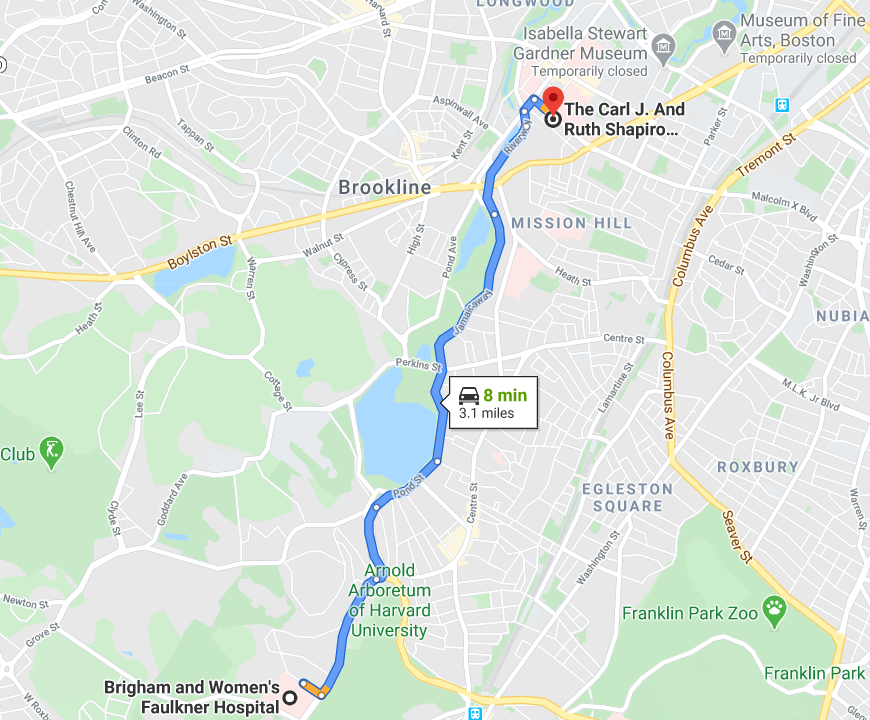 LONGWOOD
Washington St
Harvard St
Isabella Stewart
Gardner Museum
Temporarily closed
Museum of Fine
Arts, Boston
Temporarily closed
Beacon St
Aspinwall Ave
The Carl J. And
Ruth Shapiro...
Riverway
Parker St
Tremont St
Tappan St
Clinton Rd
Kent St
Brookline
Chestnut Hill Ave
Columbus Ave
Malcolm X Blvd
MISSION HILL
Boylston St
Walnut St
High St
Pond Ave
Washington St
Cypress St
Warren St
Heath St
Cedar St
Heath St
Jamaicaway
NUBIA
Perkins St
Centre St
8 min
3.1 miles
Lamartine St
Columbus Ave
M.L.K. Jr Blvd
Cottage St
Lee St
Club
ROXBURY
Goddard Ave
Clyde St
Pond St
Centre St
EGLESTON
SQUARE
Warren St
Seaver St
Washington St
Arnold
Arboretum
of Harvard
University
Newton St
Grove St
Franklin Park Zoo
Franklin Park
Brigham and Women's
Faulkner Hospital